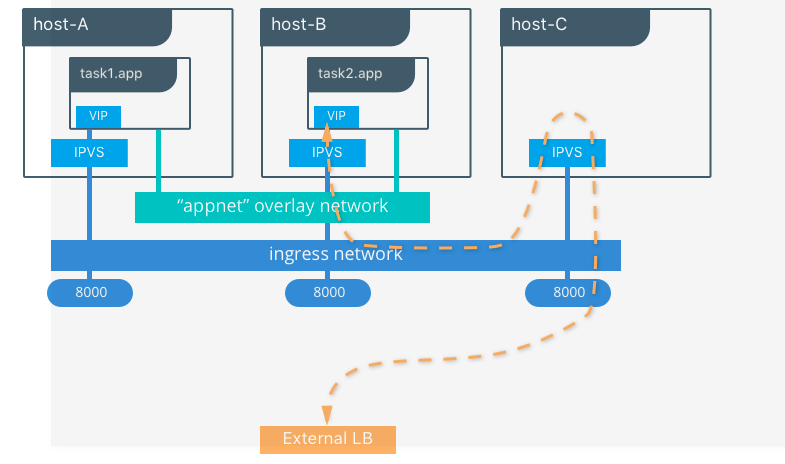 host-A
host-B
host-C
task1.app
task2.app
VIP
VIP
IPVS
IPVS
IPVS
“appnet” overlay network
ingress network
8000
8000
8000
External LB